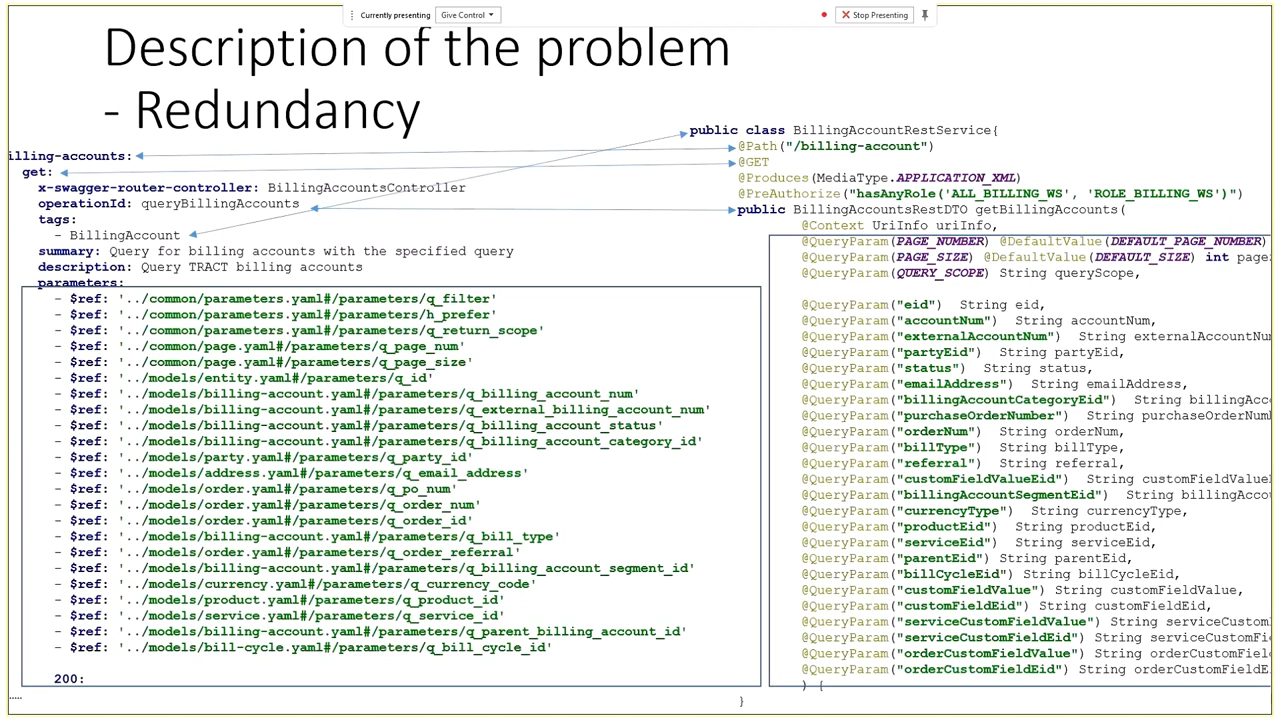 Currently presenting Give Control Stop Presenting
Description of the problem
- Redundancy
illing-accounts:
get:
x-swagger-router-controller: BillingAccountsController
operationId: queryBillingAccounts
tags:
- BillingAccount
summary: Query for billing accounts with the specified query
description: Query TRACT billing accounts
parameters:
- $ref: '../common/parameters.yaml#/parameters/q_filter'
- $ref: '../common/parameters.yaml#/parameters/h_prefer'
- $ref: '../common/parameters.yaml#/parameters/q_return_scope'
- $ref: '../common/page.yaml#/parameters/q_page_num'
- $ref: '../common/page.yaml#/parameters/q_page_size'
- $ref: '../models/entity.yaml#/parameters/q_id'
- $ref: '../models/billing-account.yaml#/parameters/q_billing_account_num'
- $ref: '../models/billing-account.yaml#/parameters/q_external_billing_account_num'
- $ref: '../models/billing-account.yaml#/parameters/q_billing_account_status'
- $ref: '../models/billing-account.yaml#/parameters/q_billing_account_category_id'
- $ref: '../models/party.yaml#/parameters/q_party_id'
- $ref: '../models/address.yaml#/parameters/q_email_address'
- $ref: '../models/order.yaml#/parameters/q_po_num'
- $ref: '../models/order.yaml#/parameters/q_order_num'
- $ref: '../models/order.yaml#/parameters/q_order_id'
- $ref: '../models/billing-account.yaml#/parameters/q_bill_type'
- $ref: '../models/order.yaml#/parameters/q_order_referral'
- $ref: '../models/billing-account.yaml#/parameters/q_billing_account_segment_id'
- $ref: '../models/currency.yaml#/parameters/q_currency_code'
- $ref: '../models/product.yaml#/parameters/q_product_id'
- $ref: '../models/service.yaml#/parameters/q_service_id'
- $ref: '../models/billing-account.yaml#/parameters/q_parent_billing_account_id'
- $ref: '../models/bill-cycle.yaml#/parameters/q_bill_cycle_id'
200:
.....
public class BillingAccountRestService{
@Path("/billing-account")
@GET
@Produces(MediaType.APPLICATION_XML)
@PreAuthorize("hasAnyRole('ALL_BILLING_WS', 'ROLE_BILLING_WS')")
public BillingAccountsRestDTO getBillingAccounts(
@Context UriInfo uriInfo,
@QueryParam(PAGE_NUMBER) @DefaultValue(DEFAULT_PAGE_NUMBER)
@QueryParam(PAGE_SIZE) @DefaultValue(DEFAULT_SIZE) int page
@QueryParam(QUERY_SCOPE) String queryScope,
@QueryParam("eid") String eid,
@QueryParam("accountNum") String accountNum,
@QueryParam("externalAccountNum") String externalAccountNum
@QueryParam("partyEid") String partyEid,
@QueryParam("status") String status,
@QueryParam("emailAddress") String emailAddress,
@QueryParam("billingAccountCategoryEid") String billingAcco
@QueryParam("purchaseOrderNumber") String purchaseOrderNum
@QueryParam("orderNum") String orderNum,
@QueryParam("billType") String billType,
@QueryParam("referral") String referral,
@QueryParam("customFieldValueEid") String customFieldValue
@QueryParam("billingAccountSegmentEid") String billingAcco
@QueryParam("currencyType") String currencyType,
@QueryParam("productEid") String productEid,
@QueryParam("serviceEid") String serviceEid,
@QueryParam("parentEid") String parentEid,
@QueryParam("billCycleEid") String billCycleEid,
@QueryParam("customFieldValue") String customFieldValue,
@QueryParam("customFieldEid") String customFieldEid,
@QueryParam("serviceCustomFieldValue") String serviceCustom
@QueryParam("serviceCustomFieldEid") String serviceCustomFi
@QueryParam("orderCustomFieldValue") String orderCustomFiel
@QueryParam("orderCustomFieldEid") String orderCustomFieldE
) {
}